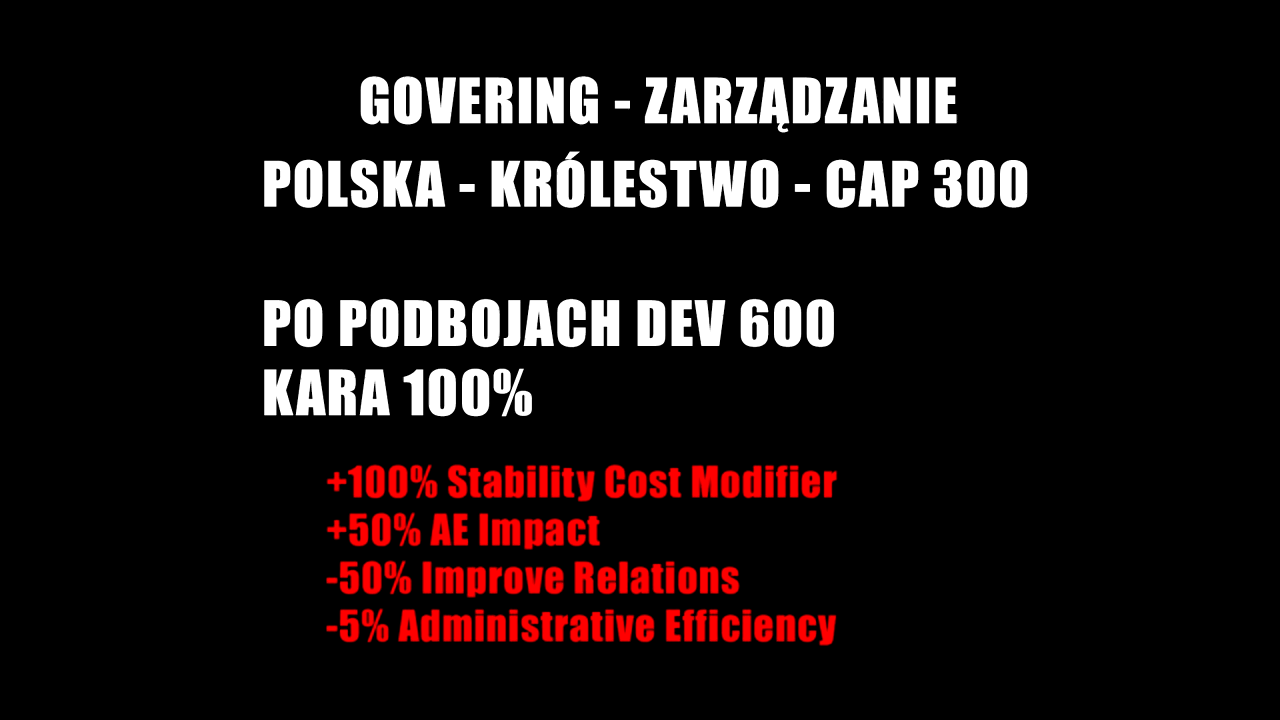 GOVERING - ZARZĄDZANIE
POLSKA - KRÓLESTWO - CAP 300
PO PODBOJACH DEV 600
KARA 100%
+100% Stability Cost Modifier
+50% AE Impact
-50% Improve Relations
-5% Administrative Efficiency